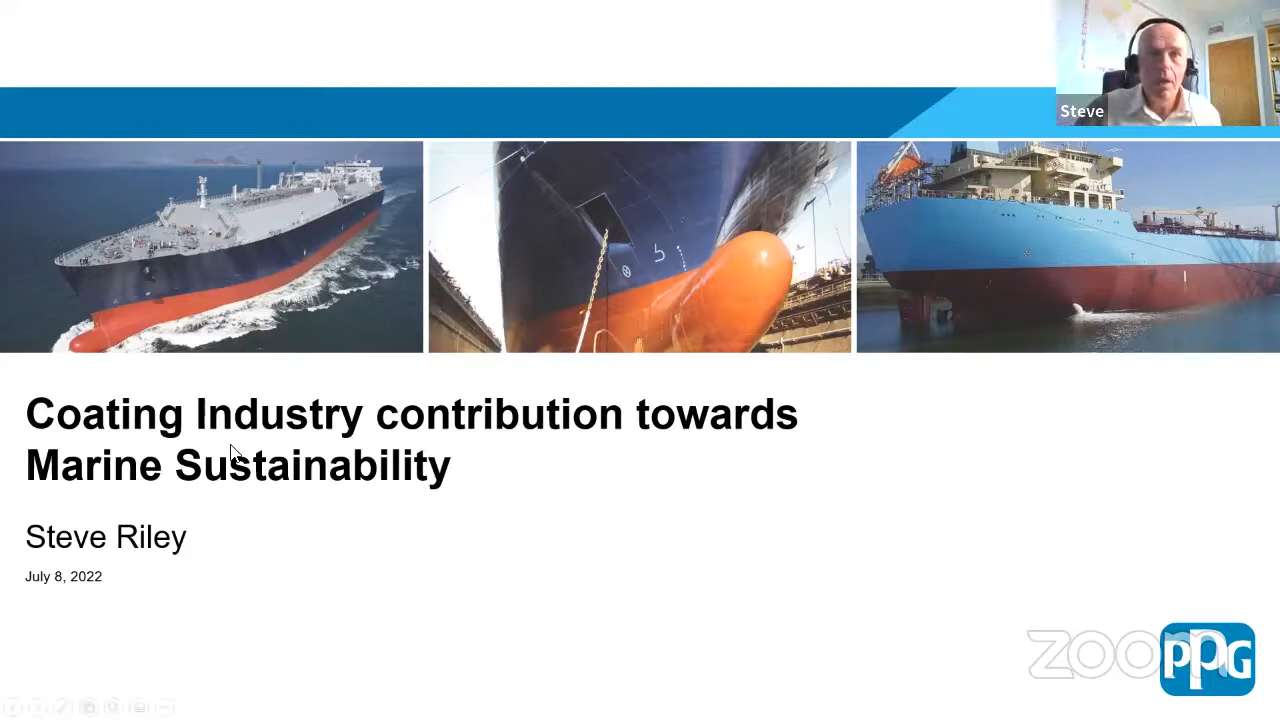 Steve
Coating Industry contribution towards
Marine Sustainability
Steve Riley
July 8, 2022
zoom
PPG